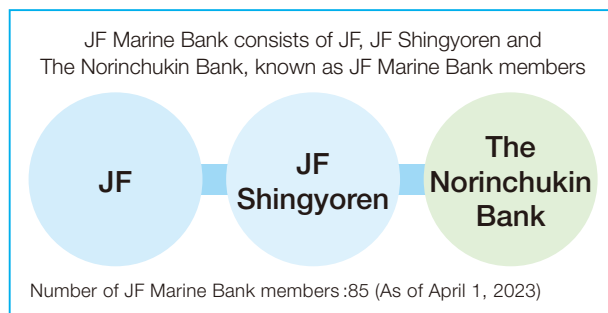 JF Marine Bank consists of JF, JF Shingyoren and
The Norinchukin Bank, known as JF Marine Bank members
JF
JF
Shingyoren
The
Norinchukin
Bank
Number of JF Marine Bank members :85 (As of April 1, 2023)